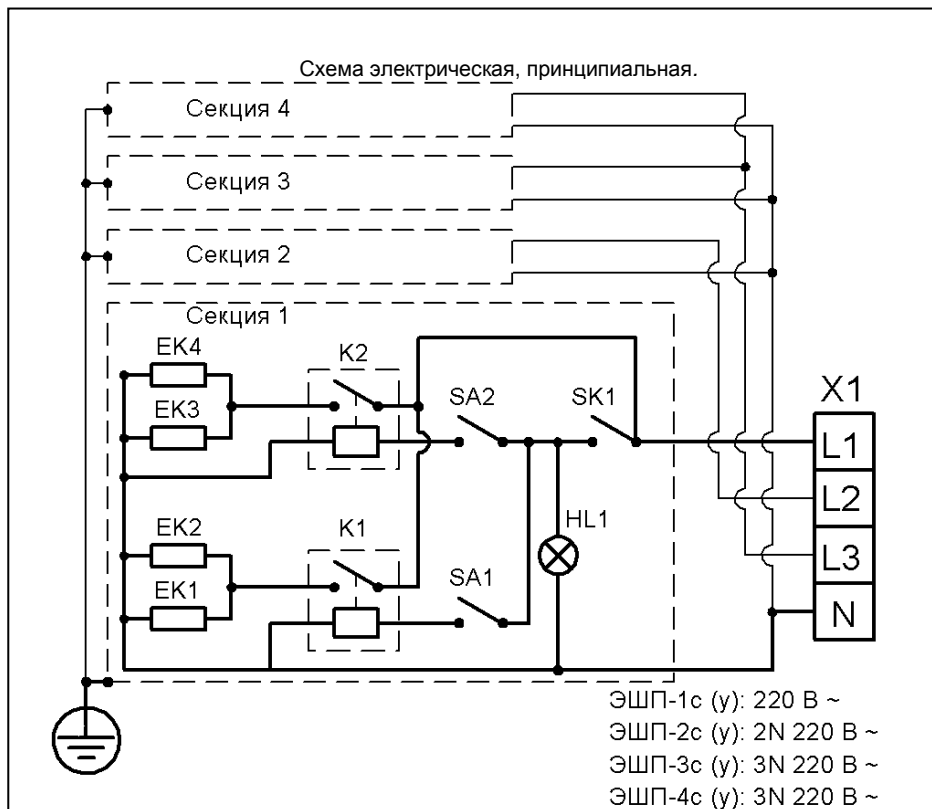 Схема электрическая, принципиальная.
Секция 4
Секция 3
Секция 2
Секция 1
EK4
K2
EK3
SA2
SK1
X1
L1
L2
EK2
K1
HL1
L3
EK1
SA1
N
ЭШП-1с (у): 220 В ~
ЭШП-2с (у): 2N 220 В ~
ЭШП-3с (у): 3N 220 В ~
ЭШП-4с (у): 3N 220 В ~